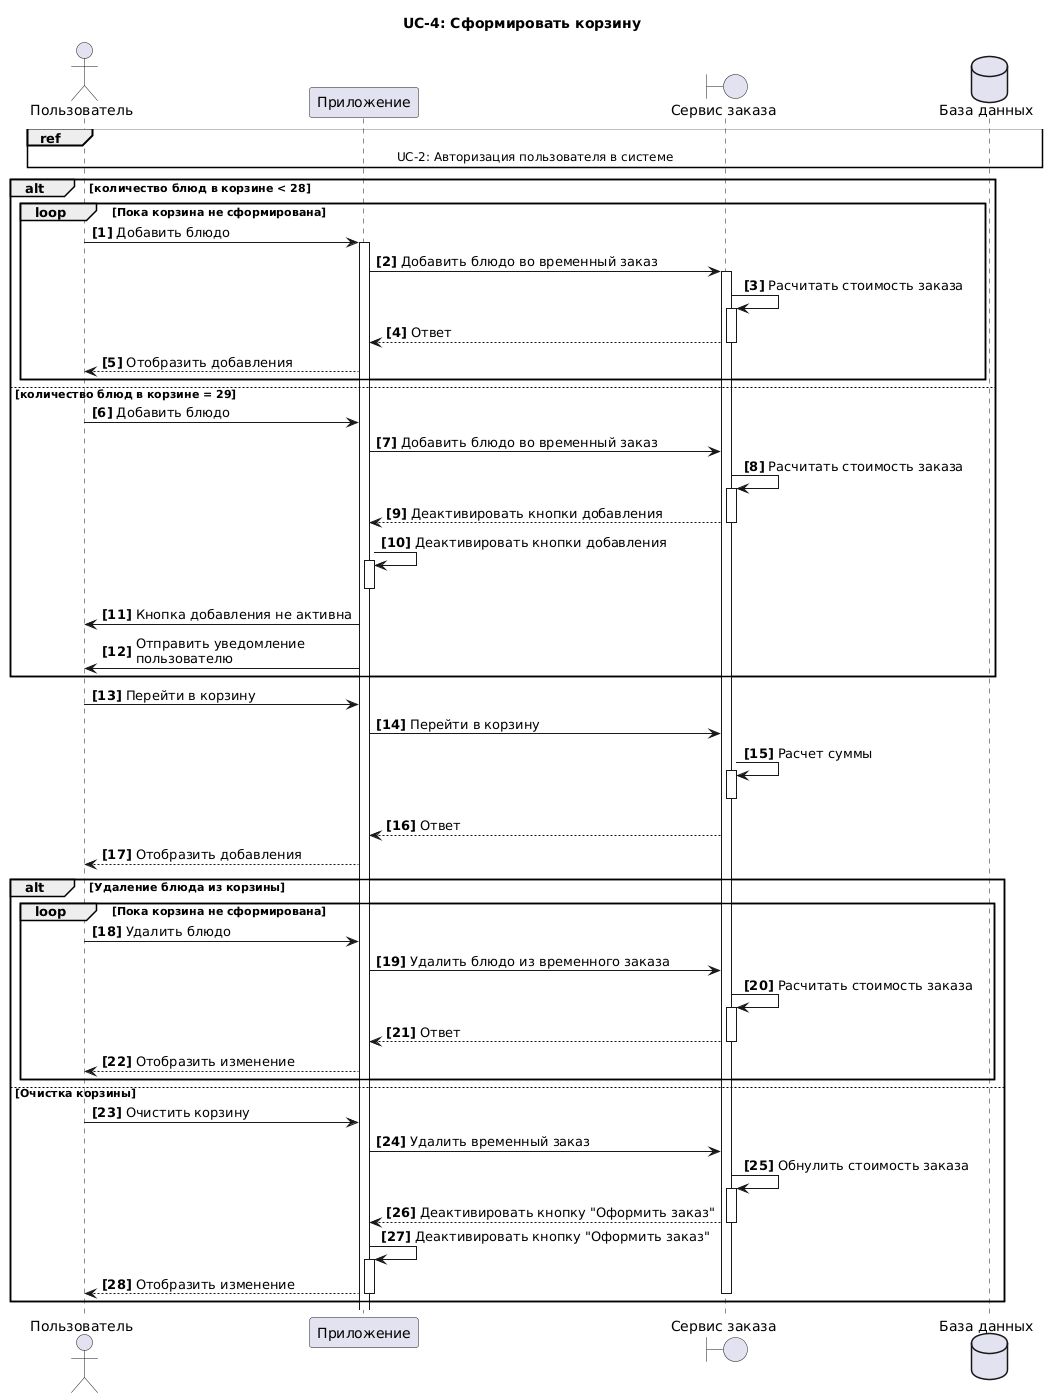 UC-4: Сформировать корзину
Пользователь
Приложение
Сервис заказа
База данных
ref
UC-2: Авторизация пользователя в системе
alt
[количество блюд в корзине < 28]
loop
[Пока корзина не сформирована]
[1] Добавить блюдо
[2] Добавить блюдо во временный заказ
[3] Расчитать стоимость заказа
[4] Ответ
[5] Отобразить добавления
[количество блюд в корзине = 29]
[6] Добавить блюдо
[7] Добавить блюдо во временный заказ
[8] Расчитать стоимость заказа
[9] Деактивировать кнопки добавления
[10] Деактивировать кнопки добавления
[11] Кнопка добавления не активна
[12] Отправить уведомление
пользователю
[13] Перейти в корзину
[14] Перейти в корзину
[15] Расчет суммы
[16] Ответ
[17] Отобразить добавления
alt
[Удаление блюда из корзины]
loop
[Пока корзина не сформирована]
[18] Удалить блюдо
[19] Удалить блюдо из временного заказа
[20] Расчитать стоимость заказа
[21] Ответ
[22] Отобразить изменение
[Очистка корзины]
[23] Очистить корзину
[24] Удалить временный заказ
[25] Обнулить стоимость заказа
[26] Деактивировать кнопку "Оформить заказ"
[27] Деактивировать кнопку "Оформить заказ"
[28] Отобразить изменение
Пользователь
Приложение
Сервис заказа
База данных